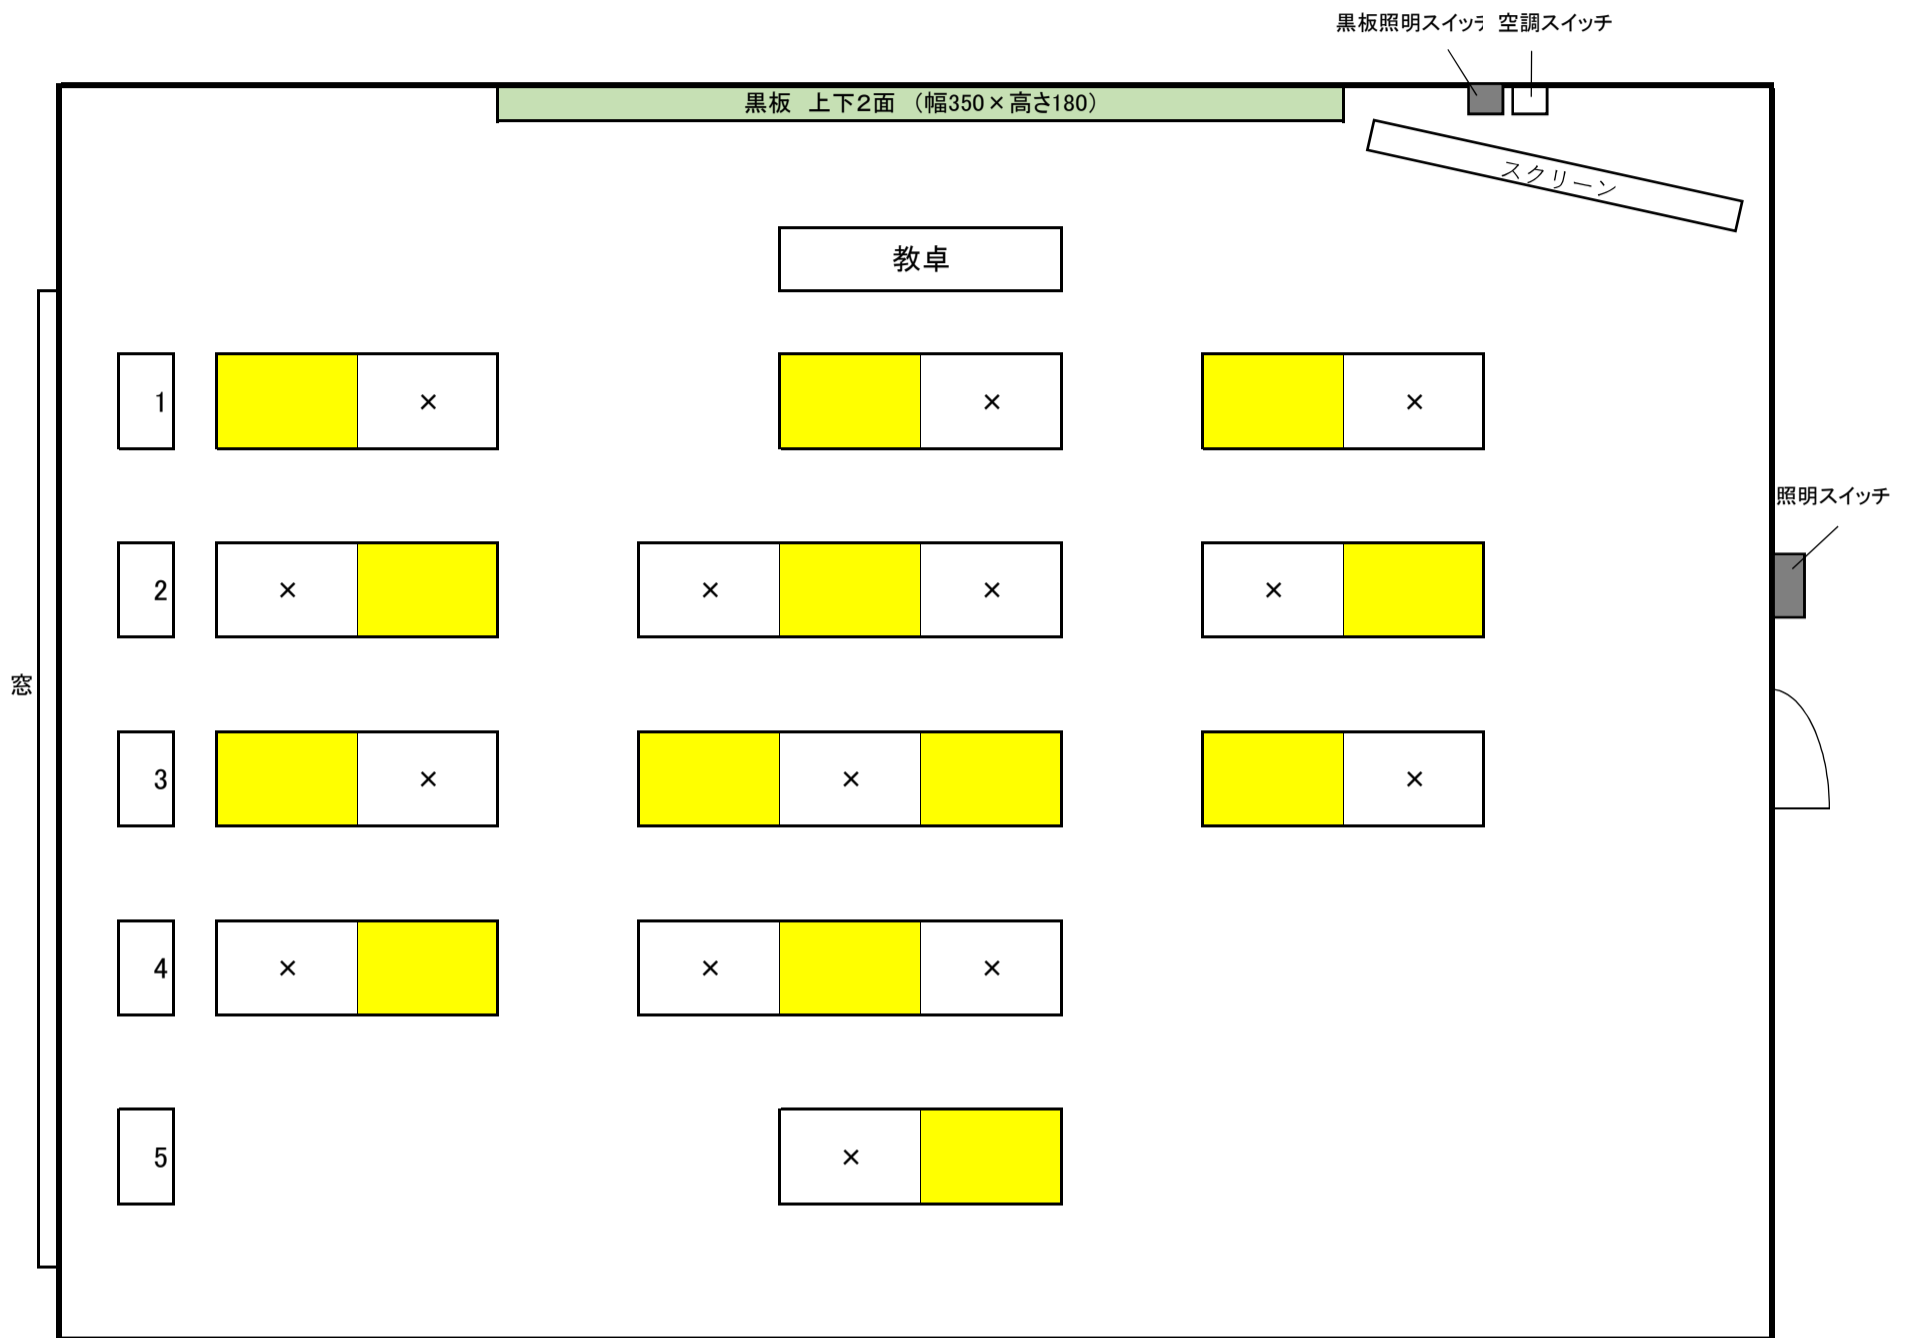 黒板照明スイッチ 空調スイッチ
黒板 上下2面 （幅350×高さ180）
スクリーン
教卓
1 × × ×
照明スイッチ
2 × × × ×
窓
3 × × ×
4 × × ×
5 ×